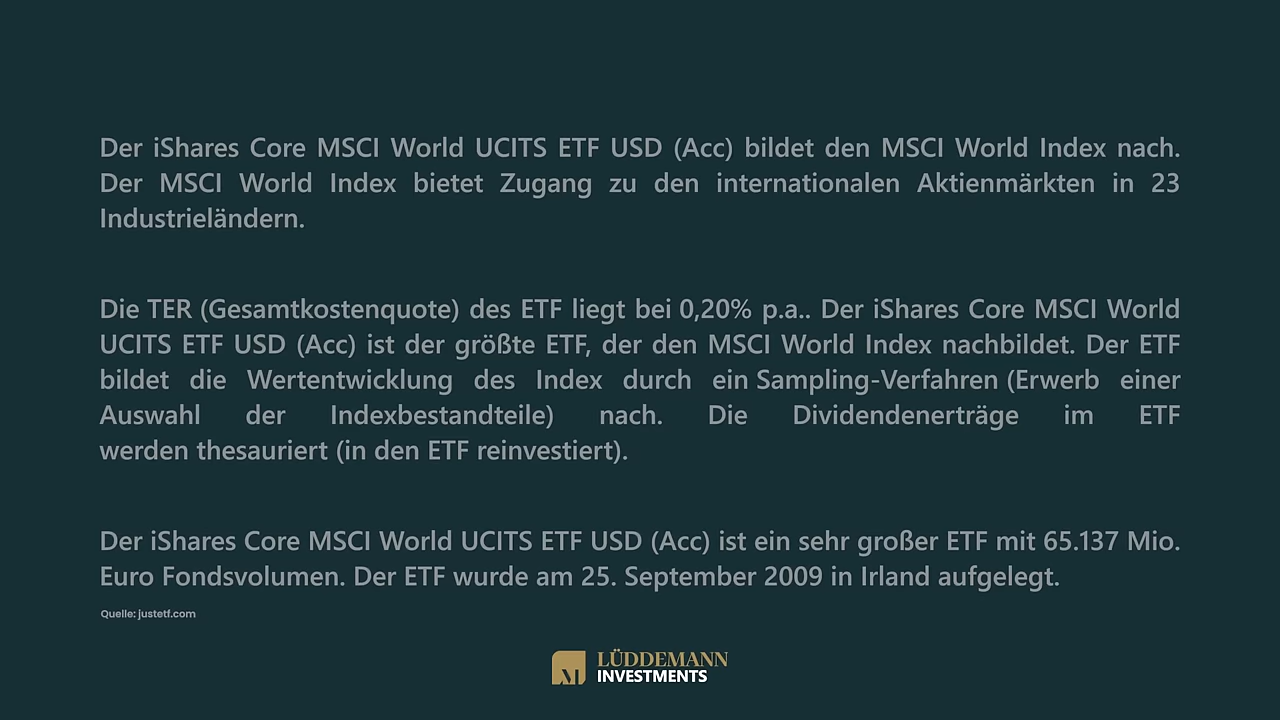 Der iShares Core MSCI World UCITS ETF USD (Acc) bildet den MSCI World Index nach.
Der MSCI World Index bietet Zugang zu den internationalen Aktienmärkten in 23
Industrieländern.
Die TER (Gesamtkostenquote) des ETF liegt bei 0,20% p.a.. Der iShares Core MSCI World
UCITS ETF USD (Acc) ist der größte ETF, der den MSCI World Index nachbildet. Der ETF
bildet die Wertentwicklung des Index durch ein Sampling-Verfahren (Erwerb einer
Auswahl der Indexbestandteile) nach. Die Dividendenerträge im ETF
werden thesauriert (in den ETF reinvestiert).
Der iShares Core MSCI World UCITS ETF USD (Acc) ist ein sehr großer ETF mit 65.137 Mio.
Euro Fondsvolumen. Der ETF wurde am 25. September 2009 in Irland aufgelegt.
Quelle: justetf.com
LÜDDEMANN
INVESTMENTS